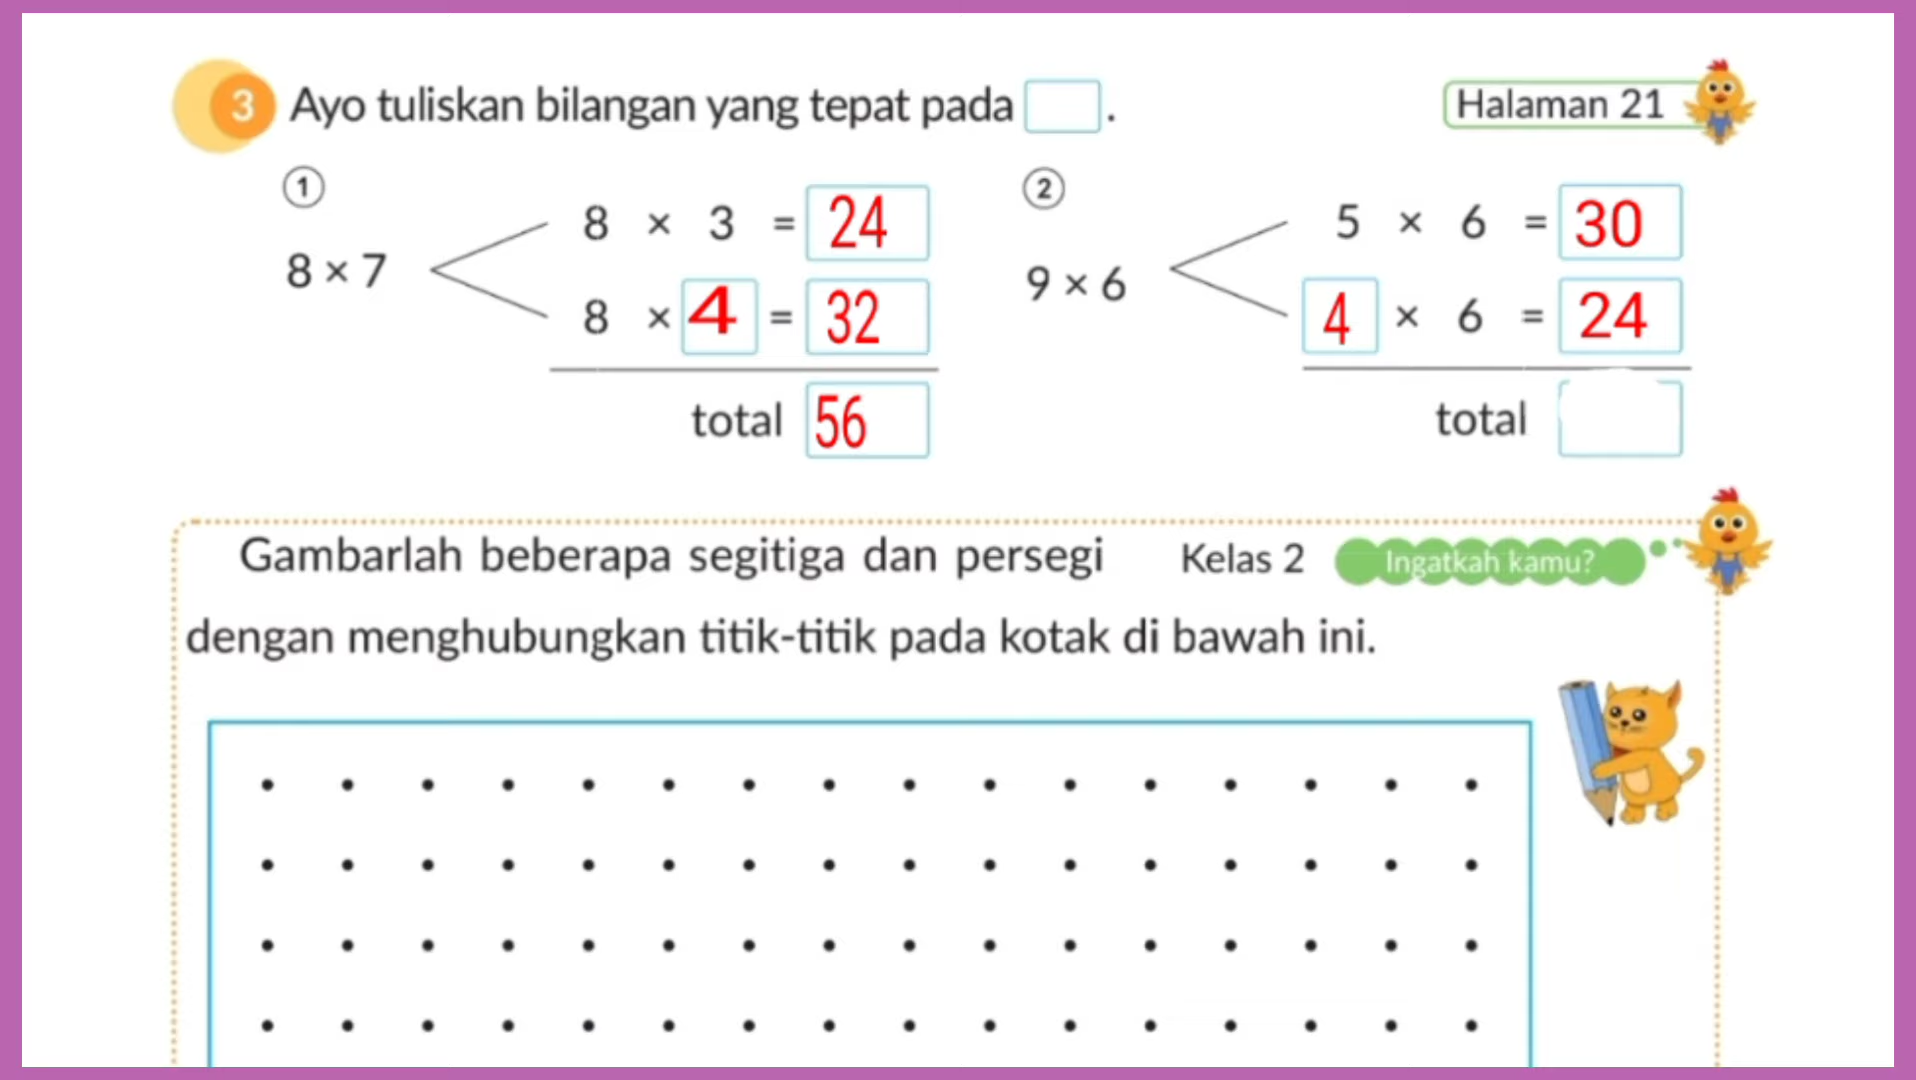 3 Ayo tuliskan bilangan yang tepat pada .
Halaman 21
①
8 × 7
8 × 3 = 24
8 × 4 = 32
total 56
②
9 × 6
5 × 6 = 30
4 × 6 = 24
total
Gambarlah beberapa segitiga dan persegi
Kelas 2 Ingatkah kamu?
dengan menghubungkan titik-titik pada kotak di bawah ini.